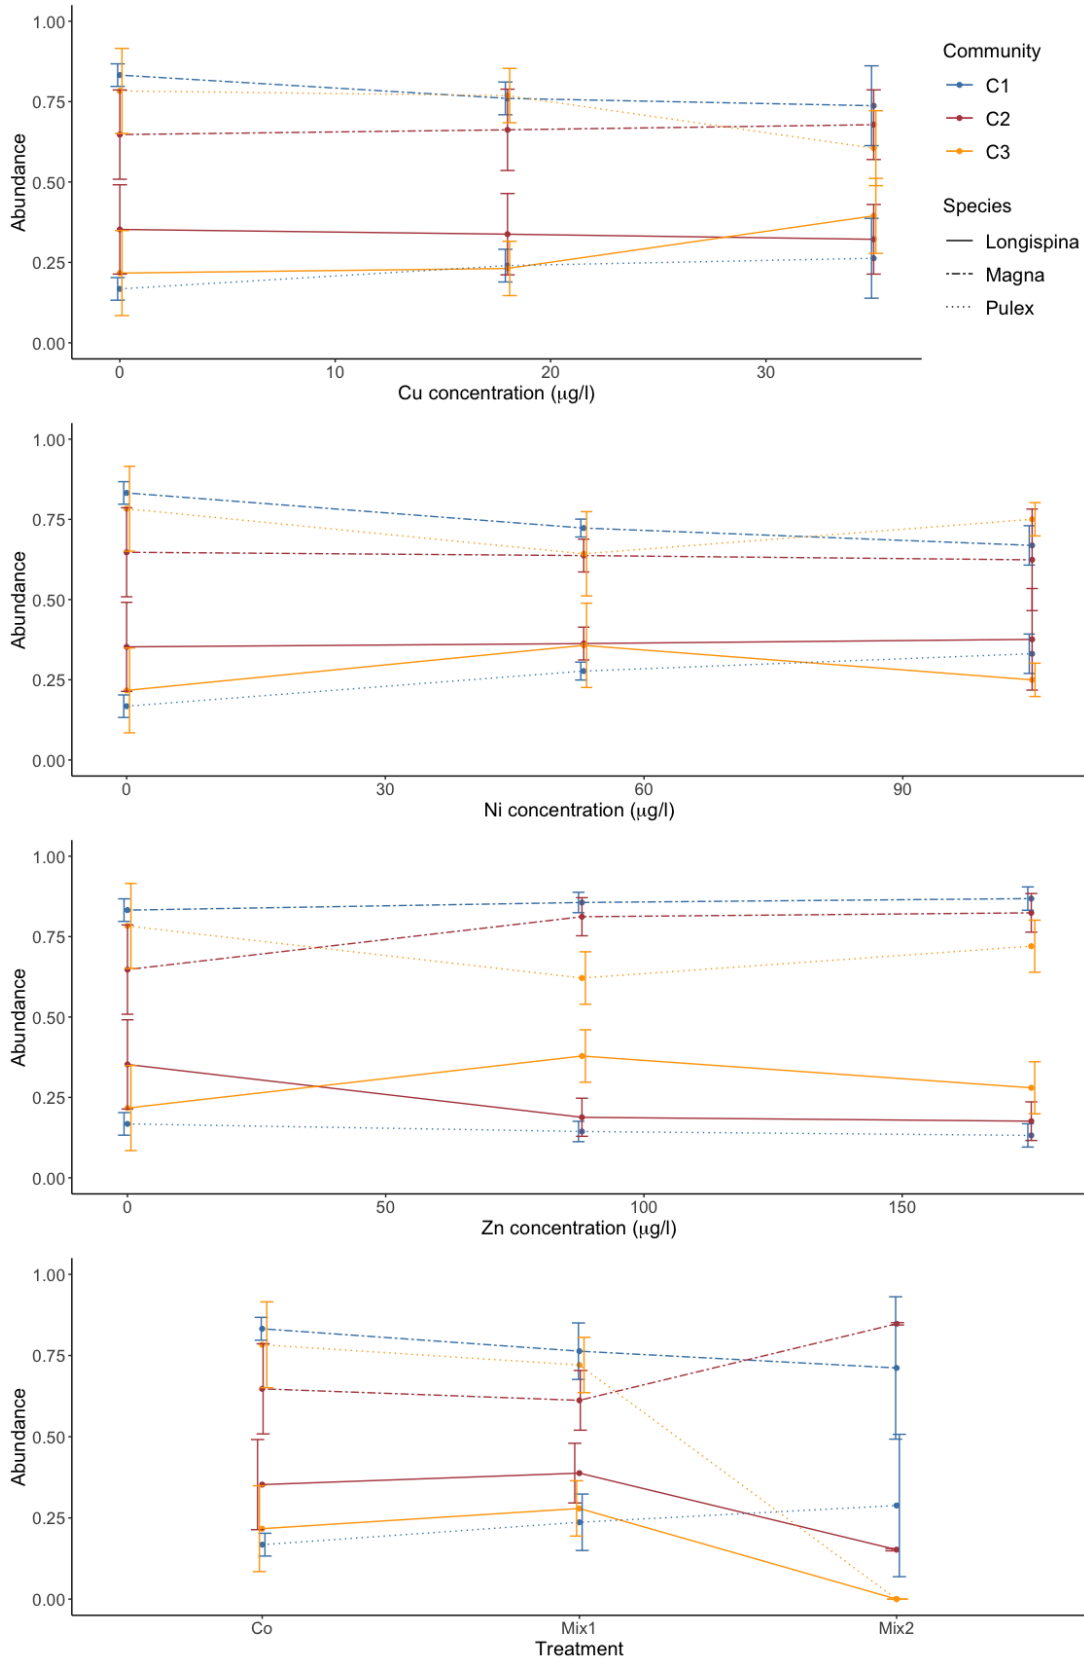 1.00
0.75
0.50
0.25
0.00
Abundance
0 10 20 30
Cu concentration (μg/l)
Community
C1
C2
C3
Species
Longispina
Magna
Pulex
1.00
0.75
0.50
0.25
0.00
Abundance
0 30 60 90
Ni concentration (μg/l)
1.00
0.75
0.50
0.25
0.00
Abundance
0 50 100 150
Zn concentration (μg/l)
1.00
0.75
0.50
0.25
0.00
Abundance
Co Mix1 Mix2
Treatment